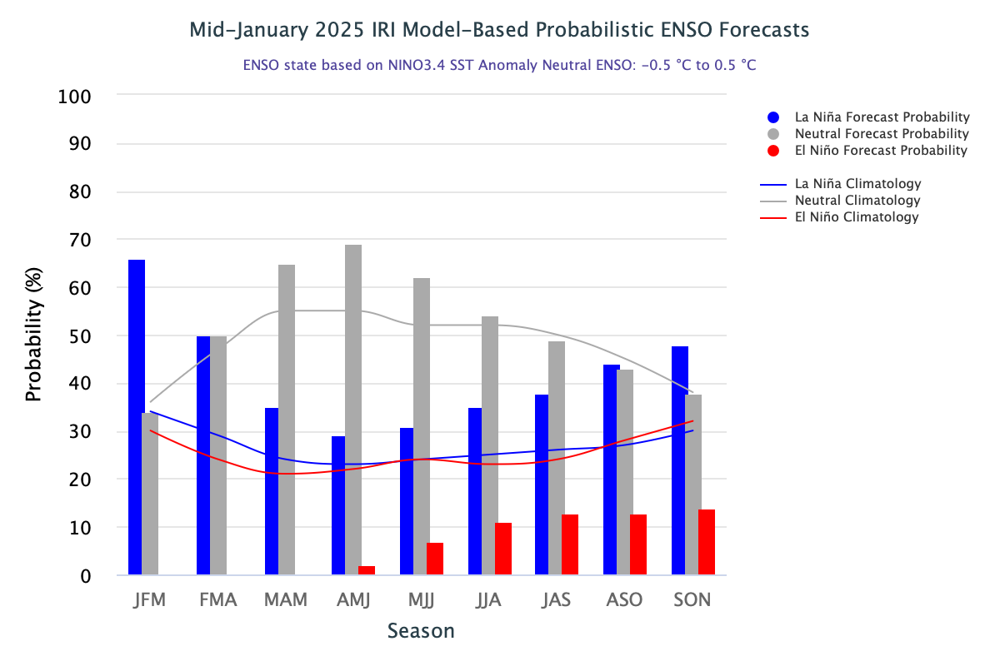 Mid-January 2025 IRI Model-Based Probabilistic ENSO Forecasts
ENSO state based on NINO3.4 SST Anomaly Neutral ENSO: -0.5 °C to 0.5 °C
100
90
80
70
60
50
40
30
20
10
0
Probability (%)
JFM FMA MAM AMJ MJJ JJA JAS ASO SON
Season
La Niña Forecast Probability
Neutral Forecast Probability
El Niño Forecast Probability
La Niña Climatology
Neutral Climatology
El Niño Climatology